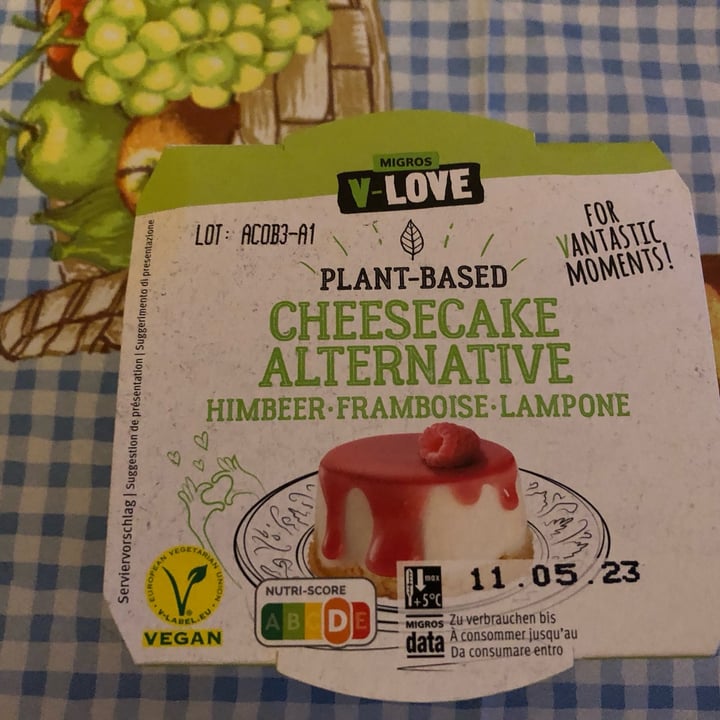 MIGROS
V-LOVE
LOT: ACOB3-A1
FOR
VANTASTIC
MOMENTS!
PLANT-BASED
CHEESECAKE
ALTERNATIVE
HIMBEER·FRAMBOISE·LAMPONE
Serviervorschlag | suggestion de présentation | Suggerimento di presentazione
EUROPEAN VEGETARIAN UNION
V-LABEL.EU
VEGAN
NUTRI-SCORE
A B C D E
max
+5°C
11.05.23
MIGROS
data
Zu verbrauchen bis
À consommer jusqu'au
Da consumare entro